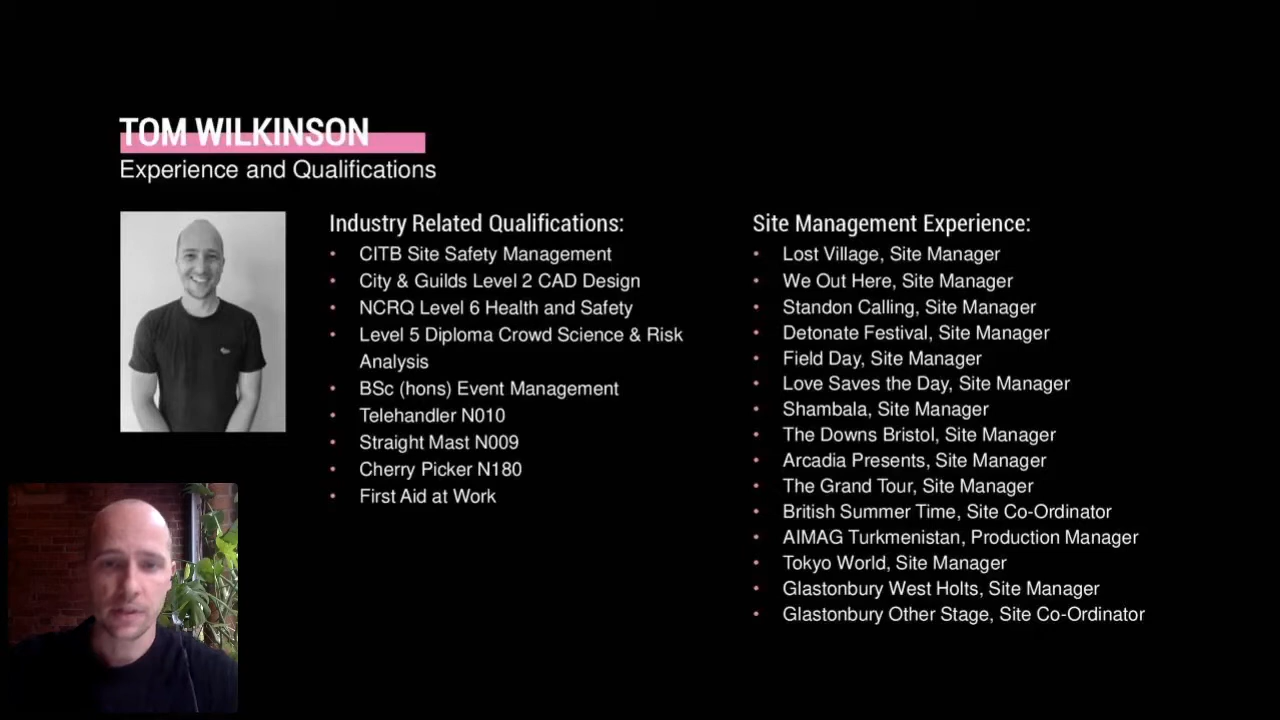 TOM WILKINSON
Experience and Qualifications
Industry Related Qualifications:
• CITB Site Safety Management
• City & Guilds Level 2 CAD Design
• NCRQ Level 6 Health and Safety
• Level 5 Diploma Crowd Science & Risk
Analysis
• BSc (hons) Event Management
• Telehandler N010
• Straight Mast N009
• Cherry Picker N180
• First Aid at Work
Site Management Experience:
• Lost Village, Site Manager
• We Out Here, Site Manager
• Standon Calling, Site Manager
• Detonate Festival, Site Manager
• Field Day, Site Manager
• Love Saves the Day, Site Manager
• Shambala, Site Manager
• The Downs Bristol, Site Manager
• Arcadia Presents, Site Manager
• The Grand Tour, Site Manager
• British Summer Time, Site Co-Ordinator
• AIMAG Turkmenistan, Production Manager
• Tokyo World, Site Manager
• Glastonbury West Holts, Site Manager
• Glastonbury Other Stage, Site Co-Ordinator